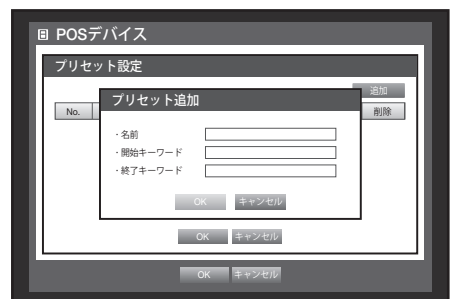 POSデバイス
プリセット設定
追加
プリセット追加
No.
削除
・名前
・開始キーワード
・終了キーワード
OK キャンセル
OK キャンセル
OK キャンセル